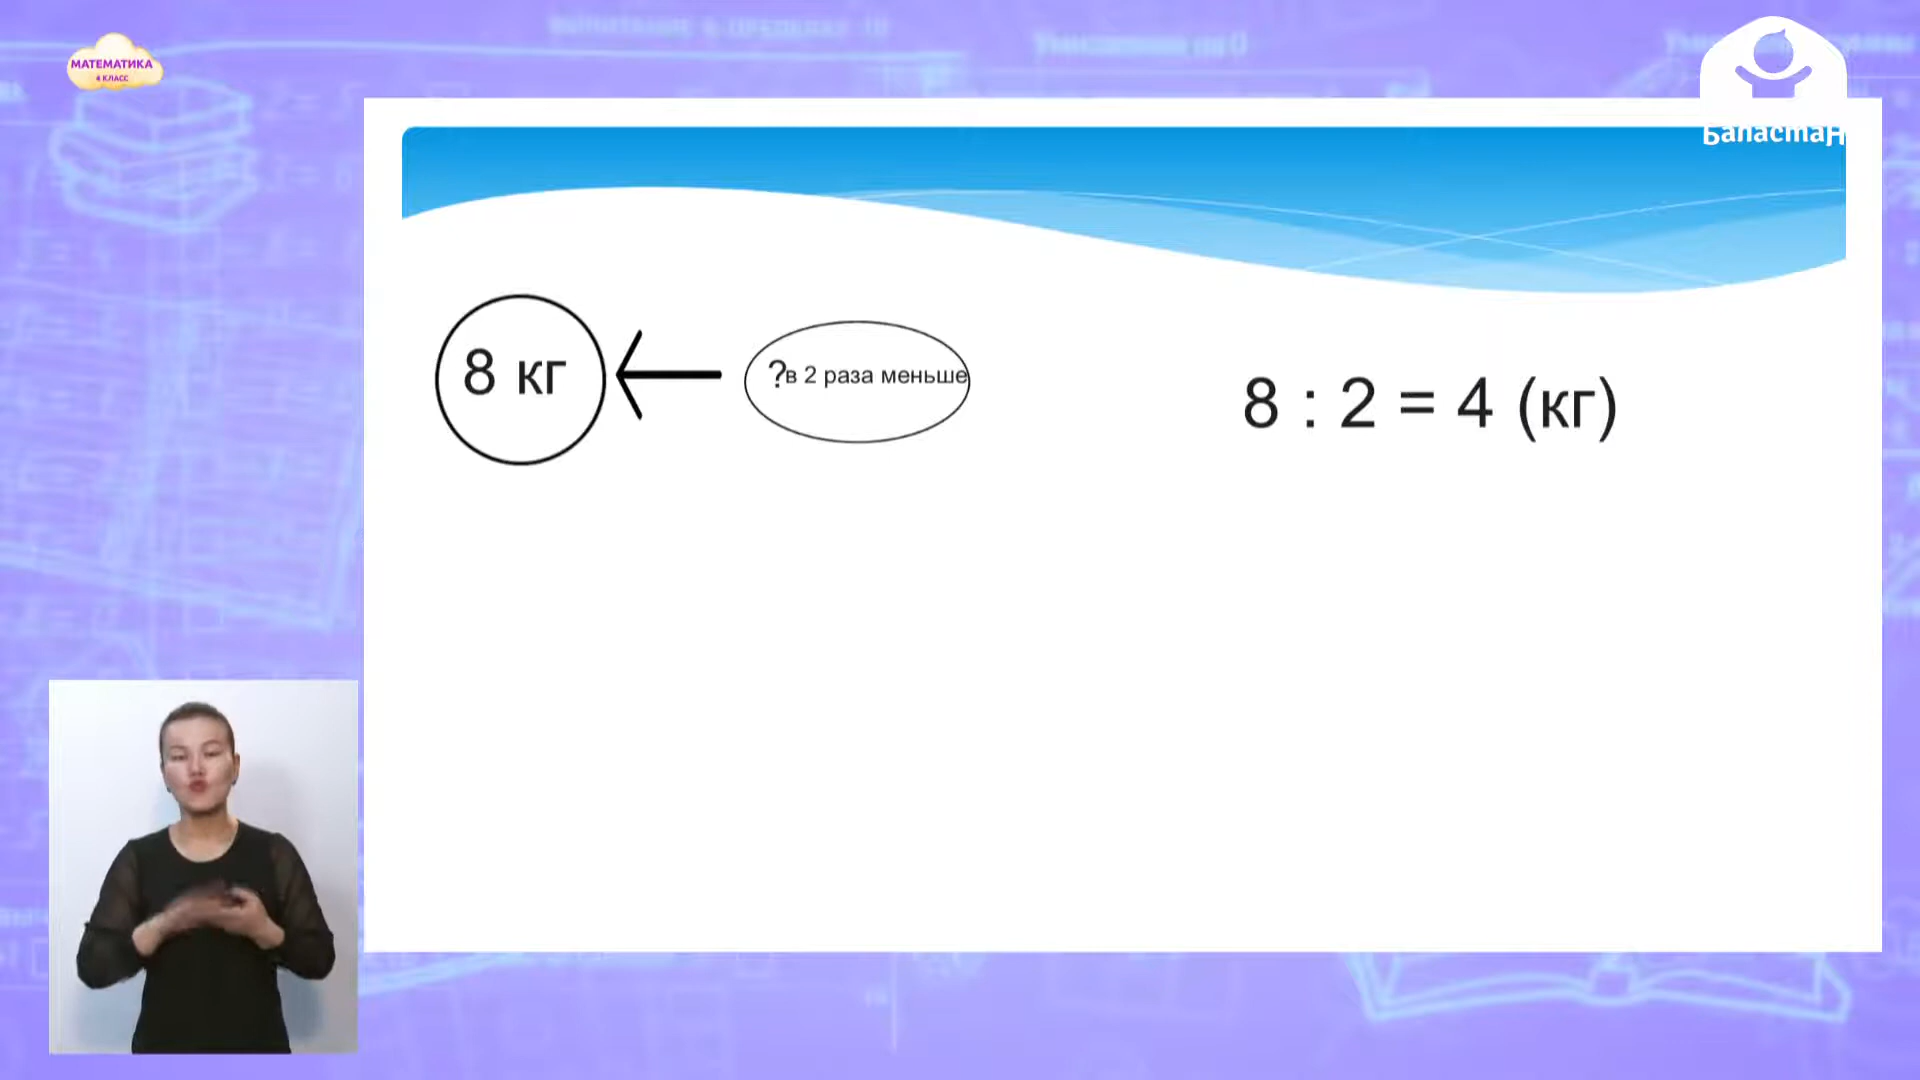 МАТЕМАТИКА
4 КЛАСС
Баластан
8 кг
?в 2 раза меньше
8 : 2 = 4 (кг)